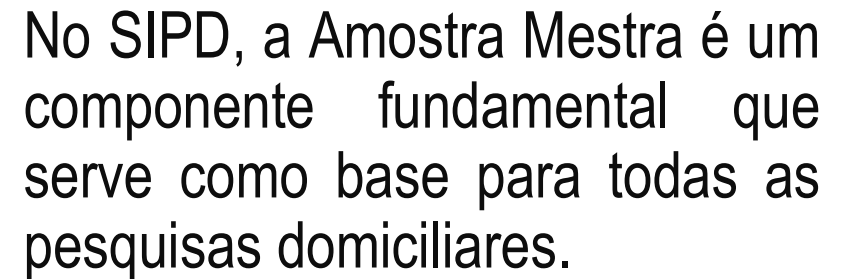 No SIPD, a Amostra Mestra é um
componente fundamental que
serve como base para todas as
pesquisas domiciliares.